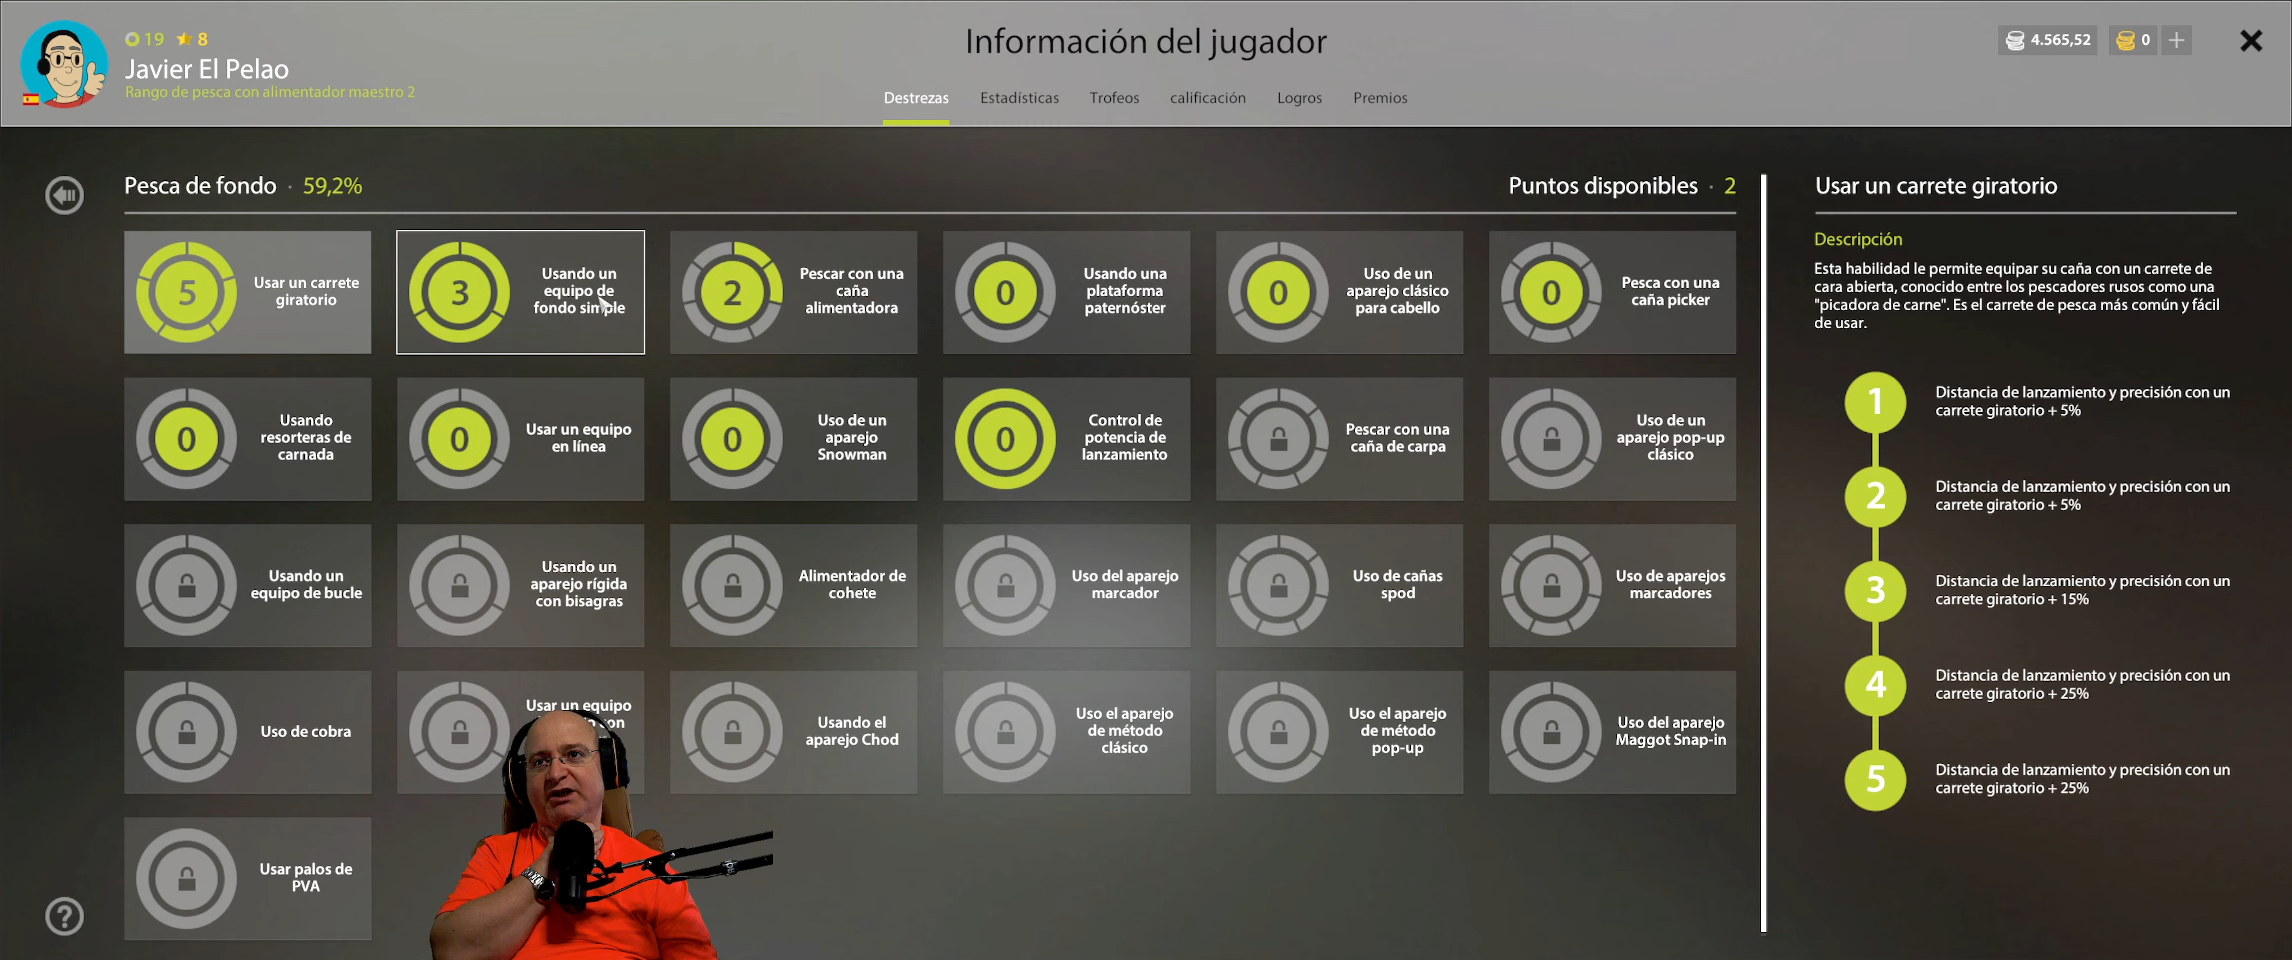 19 8
Javier El Pelao
Rango de pesca con alimentador maestro 2
Información del jugador
4.565,52
0
Destrezas Estadísticas Trofeos calificación Logros Premios
Pesca de fondo · 59,2%
Puntos disponibles · 2
5
Usar un carrete
giratorio
3
Usando un
equipo de
fondo simple
2
Pescar con una
caña
alimentadora
0
Usando una
plataforma
paternóster
0
Uso de un
aparejo clásico
para cabello
0
Pesca con una
caña picker
0
Usando
resorteras de
carnada
0
Usar un equipo
en línea
0
Uso de un
aparejo
Snowman
0
Control de
potencia de
lanzamiento
Pescar con una
caña de carpa
Uso de un
aparejo pop-up
clásico
Usando un
equipo de bucle
Usando un
aparejo rígida
con bisagras
Alimentador de
cohete
Uso del aparejo
marcador
Uso de cañas
spod
Uso de aparejos
marcadores
Uso de cobra
Usar un equipo
Usando el
aparejo Chod
Uso el aparejo
de método
clásico
Uso el aparejo
de método
pop-up
Uso del aparejo
Maggot Snap-in
Usar palos de
PVA
?
Usar un carrete giratorio
Descripción
Esta habilidad le permite equipar su caña con un carrete de
cara abierta, conocido entre los pescadores rusos como una
"picadora de carne". Es el carrete de pesca más común y fácil
de usar.
1
Distancia de lanzamiento y precisión con un
carrete giratorio + 5%
2
Distancia de lanzamiento y precisión con un
carrete giratorio + 5%
3
Distancia de lanzamiento y precisión con un
carrete giratorio + 15%
4
Distancia de lanzamiento y precisión con un
carrete giratorio + 25%
5
Distancia de lanzamiento y precisión con un
carrete giratorio + 25%